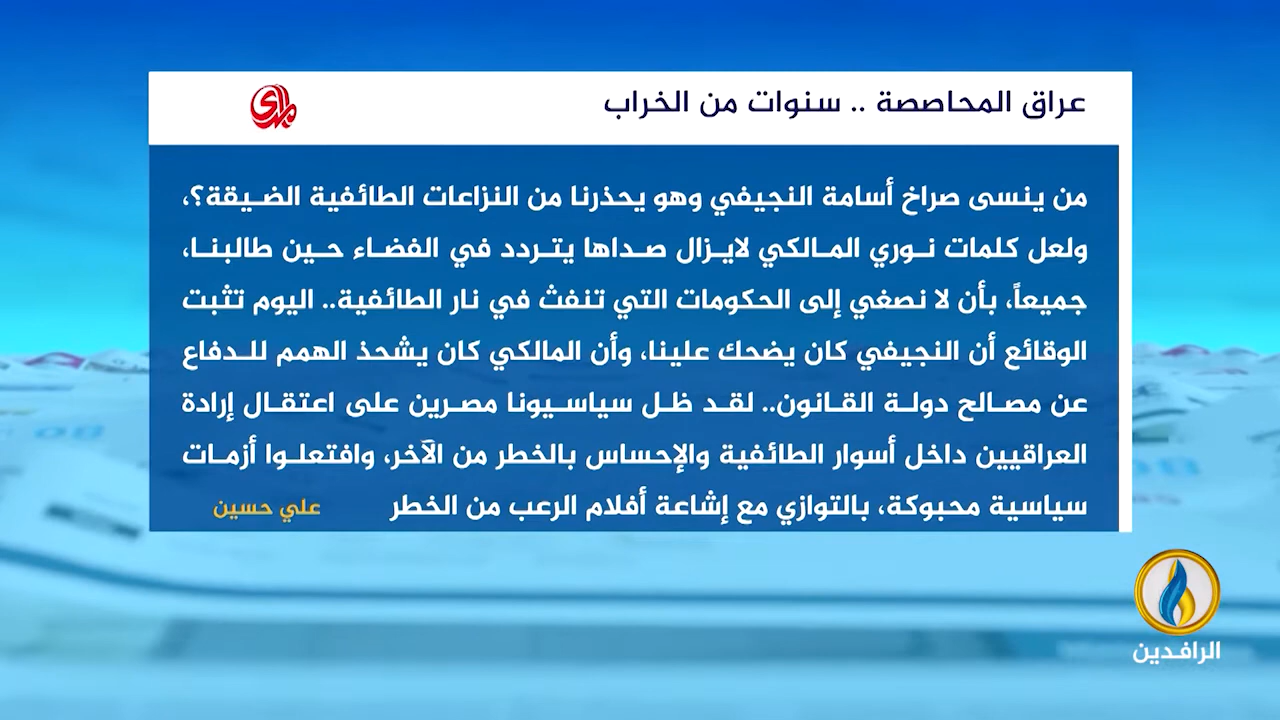 عراق المحاصصة .. سنوات من الخراب
المدى
من ينسى صراخ أسامة النجيفي وهو يحذرنا من النزاعات الطائفية الضيقة؟،
ولعل كلمات نوري المالكي لايزال صداها يتردد في الفضاء حين طالبنا،
جميعاً، بأن لا نصغي إلى الحكومات التي تنفث في نار الطائفية.. اليوم تثبت
الوقائع أن النجيفي كان يضحك علينا، وأن المالكي كان يشحذ الهمم للدفاع
عن مصالح دولة القانون.. لقد ظل سياسيونا مصرين على اعتقال إرادة
العراقيين داخل أسوار الطائفية والإحساس بالخطر من الآخر، وافتعلوا أزمات
سياسية محبوكة، بالتوازي مع إشاعة أفلام الرعب من الخطر
علي حسين
الرافدين